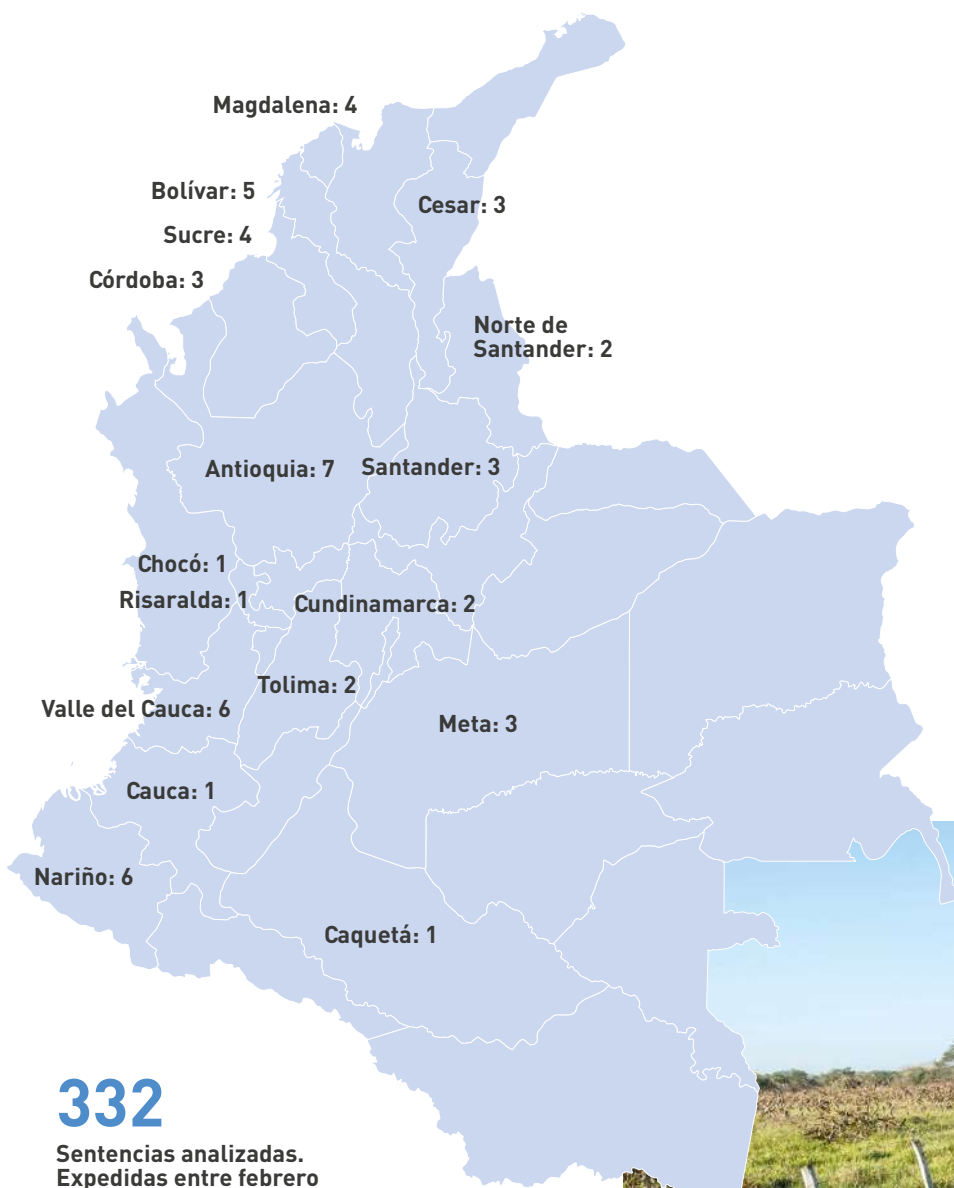 Magdalena: 4
Bolívar: 5
Cesar: 3
Sucre: 4
Córdoba: 3
Norte de
Santander: 2
Antioquia: 7
Santander: 3
Chocó: 1
Risaralda: 1
Cundinamarca: 2
Tolima: 2
Valle del Cauca: 6
Meta: 3
Cauca: 1
Nariño: 6
Caquetá: 1
332
Sentencias analizadas.
Expedidas entre febrero